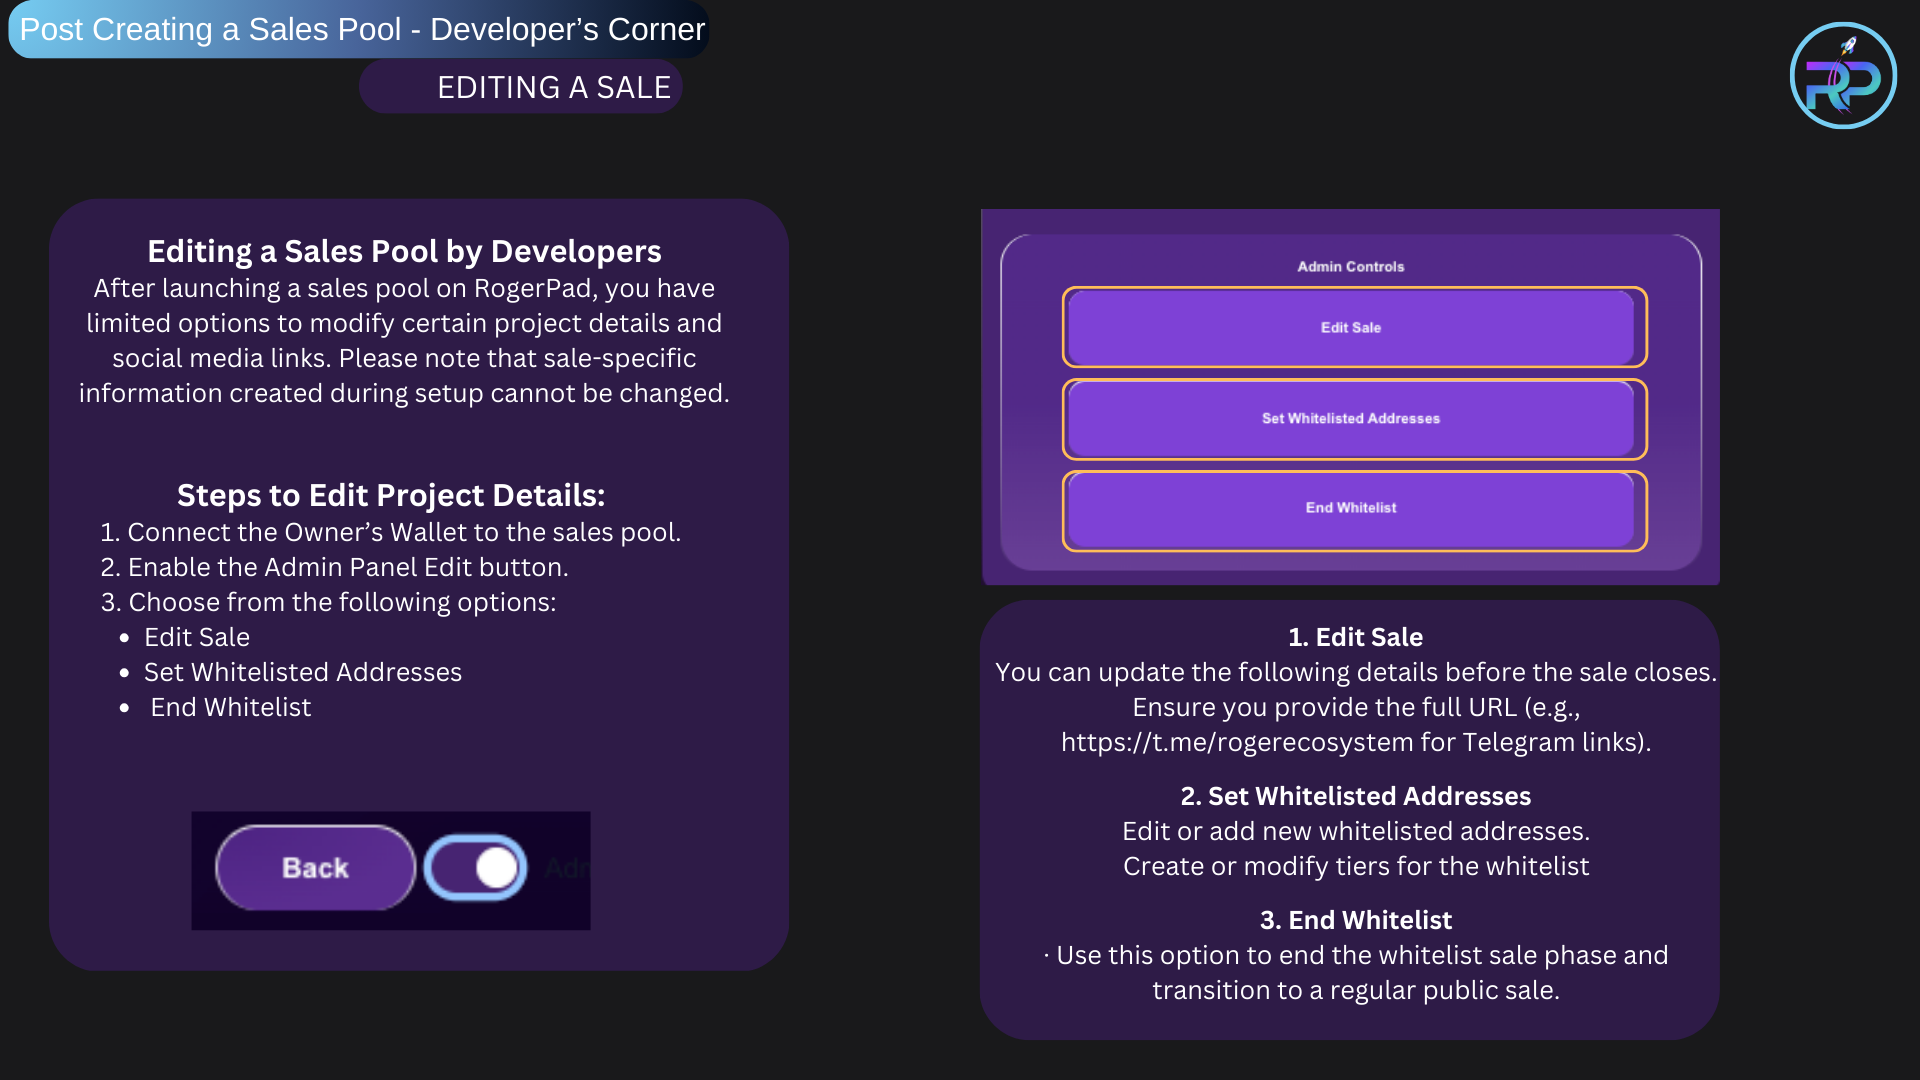 Post Creating a Sales Pool - Developer’s Corner
EDITING A SALE
RP
Editing a Sales Pool by Developers
After launching a sales pool on RogerPad, you have
limited options to modify certain project details and
social media links. Please note that sale-specific
information created during setup cannot be changed.
Steps to Edit Project Details:
1. Connect the Owner’s Wallet to the sales pool.
2. Enable the Admin Panel Edit button.
3. Choose from the following options:
• Edit Sale
• Set Whitelisted Addresses
• End Whitelist
Back
Admin Controls
Edit Sale
Set Whitelisted Addresses
End Whitelist
1. Edit Sale
You can update the following details before the sale closes.
Ensure you provide the full URL (e.g.,
https://t.me/rogerecosystem for Telegram links).
2. Set Whitelisted Addresses
Edit or add new whitelisted addresses.
Create or modify tiers for the whitelist
3. End Whitelist
· Use this option to end the whitelist sale phase and
transition to a regular public sale.